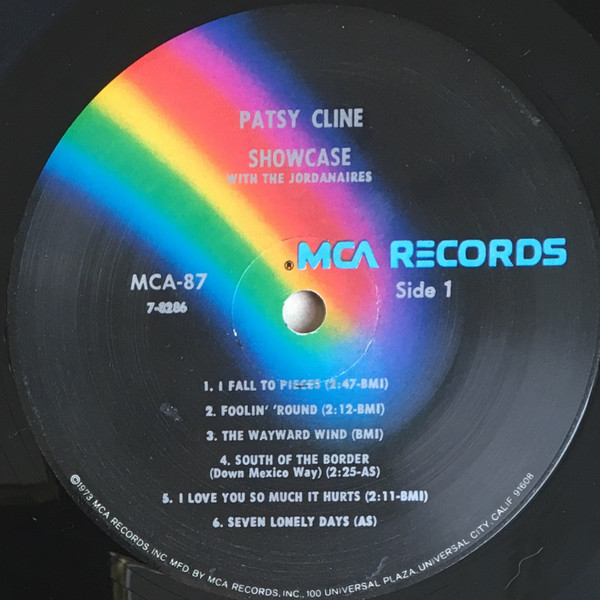 PATSY CLINE
SHOWCASE
WITH THE JORDANAIRES
®MCA RECORDS
MCA-87
7-8286
Side 1
1. I FALL TO PIECES (2:47-BMI)
2. FOOLIN' 'ROUND (2:12-BMI)
3. THE WAYWARD WIND (BMI)
4. SOUTH OF THE BORDER
(Down Mexico Way) (2:25-AS)
5. I LOVE YOU SO MUCH IT HURTS (2:11-BMI)
6. SEVEN LONELY DAYS (AS)
©1973 MCA RECORDS, INC MFD BY MCA RECORDS, INC., 100 UNIVERSAL PLAZA, UNIVERSAL CITY, CALIF 91608